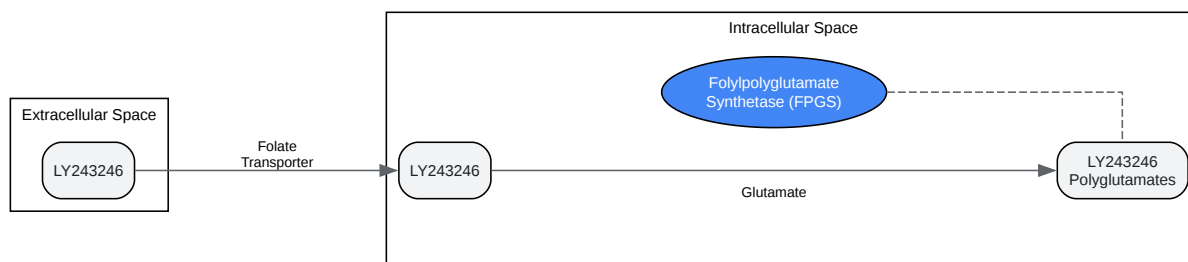 Intracellular Space
Folylpolyglutamate
Synthetase (FPGS)
Extracellular Space
LY243246
Folate
Transporter
LY243246
Glutamate
LY243246
Polyglutamates